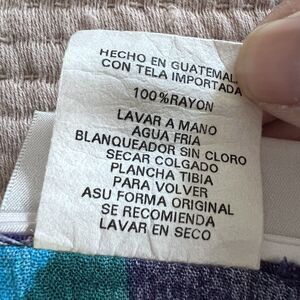 HECHO EN GUATEMAL
CON TELA IMPORTADA
100%RAYON
LAVAR A MANO
AGUA FRIA
BLANQUEADOR SIN CLORO
SECAR COLGADO
PLANCHA TIBIA
PARA VOLVER
ASU FORMA ORIGINAL
SE RECOMIENDA
LAVAR EN SECO